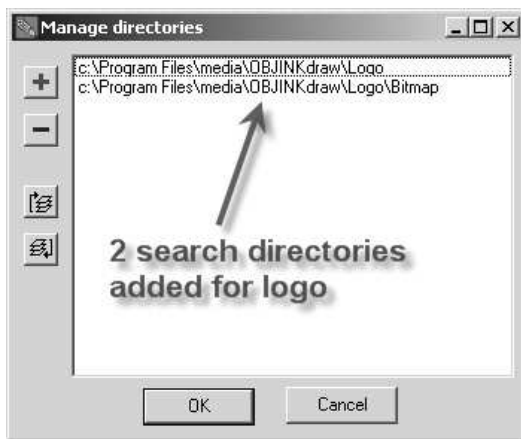 Manage directories
c:\Program Files\media\OBJINKdraw\Logo
c:\Program Files\media\OBJINKdraw\Logo\Bitmap
2 search directories
added for logo
OK
Cancel